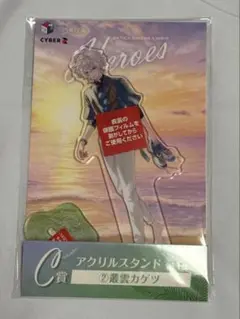 CYBER Z
Heroes
表裏の
保護フィルムを
剥がしてから
ご使用ください
C賞
アクリルスタンド
②叢雲カゲツ